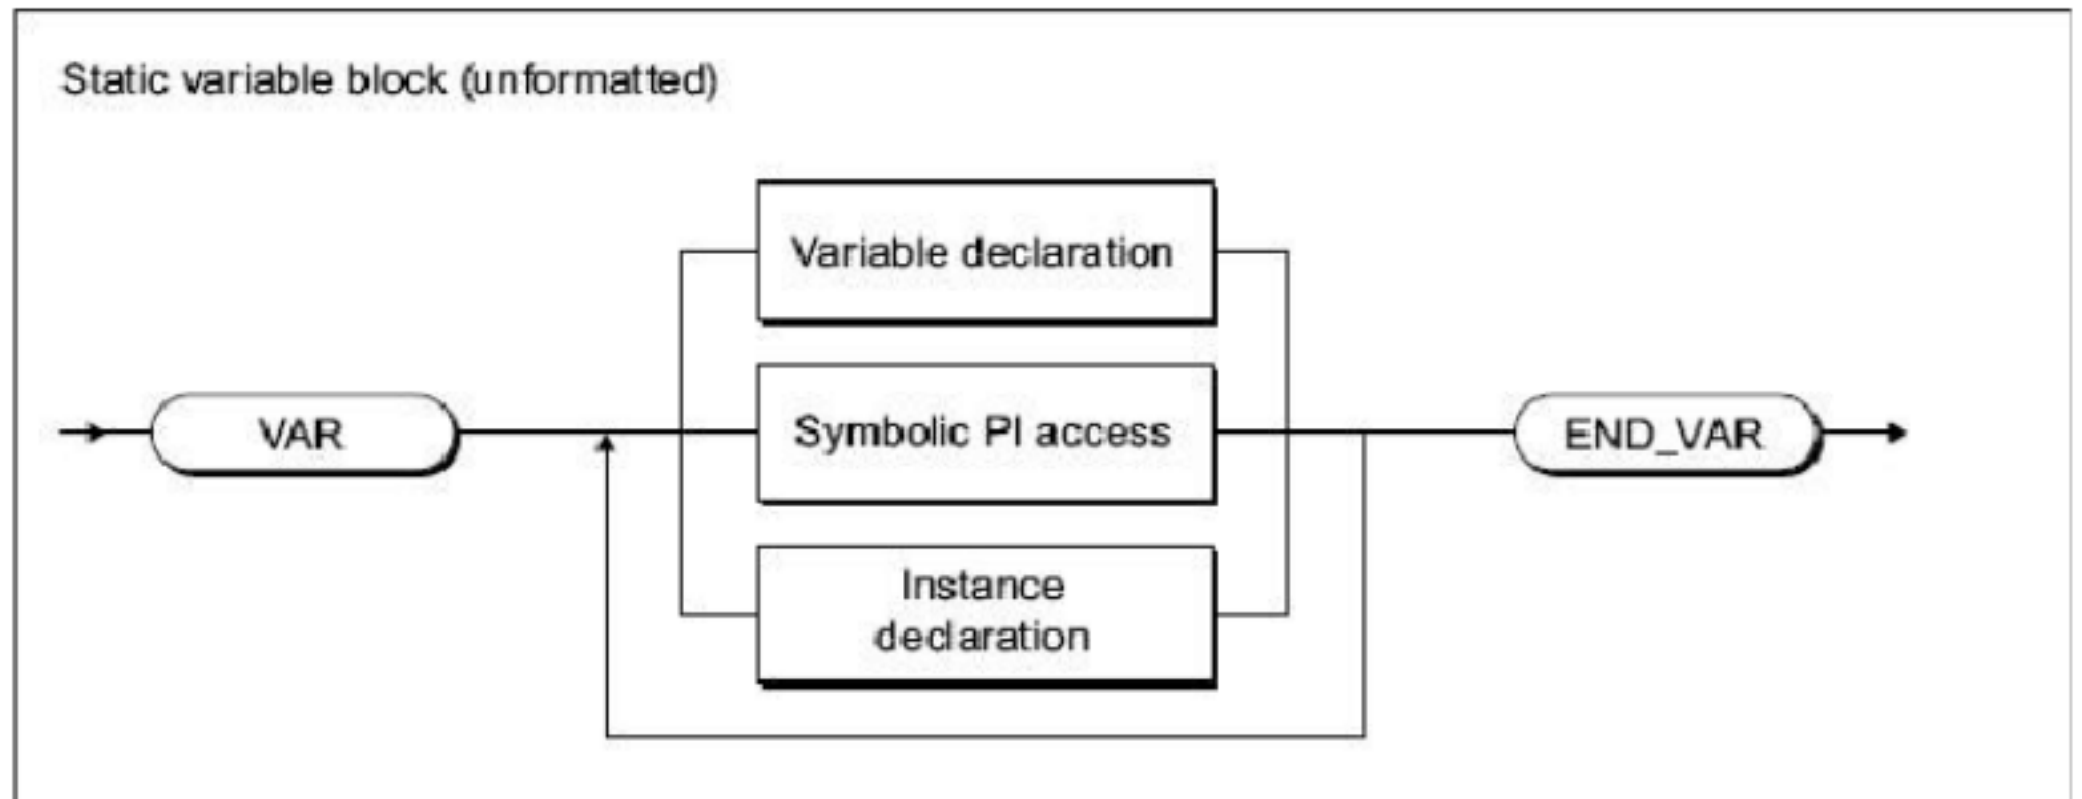 Static variable block (unformatted)
Variable declaration
VAR
Symbolic PI access
END_VAR
Instance
declaration